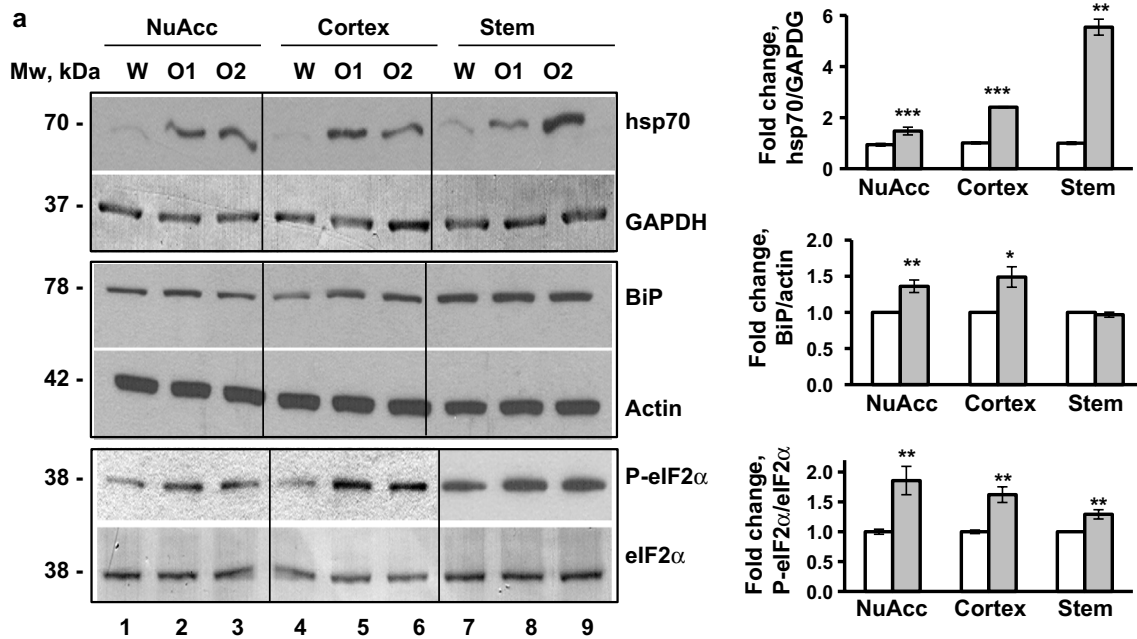 a
NuAcc Cortex Stem
Mw, kDa W O1 O2 W O1 O2 W O1 O2
70 - hsp70
37 - GAPDH
78 - BiP
42 - Actin
38 - P-eIF2α
38 - eIF2α
1 2 3 4 5 6 7 8 9
Fold change,
hsp70/GAPDG
6
4
2
0
***
***
**
NuAcc Cortex Stem
Fold change,
BiP/actin
2.0
1.5
1.0
0.5
0.0
**
*
NuAcc Cortex Stem
Fold change,
P-eIF2α/eIF2α
2.0
1.5
1.0
0.5
0.0
**
**
**
NuAcc Cortex Stem